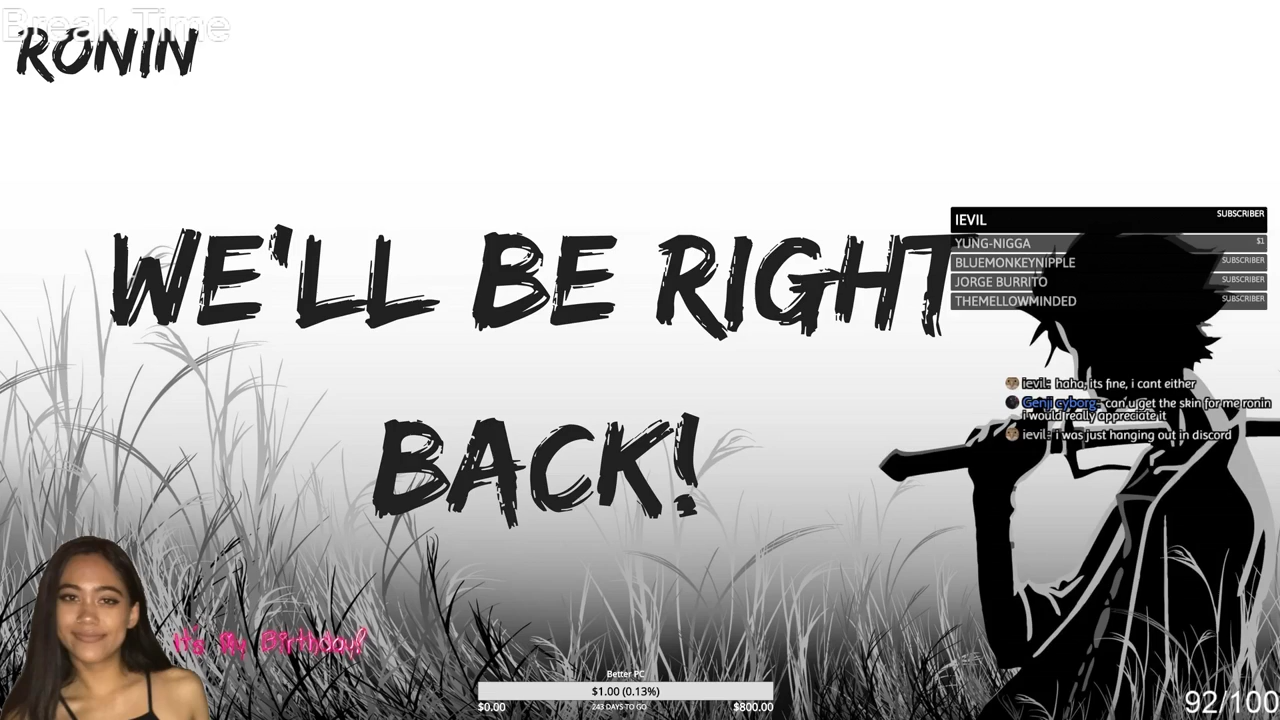 Break Time
RONIN
WE'LL BE RIGHT
BACK!
IEVIL SUBSCRIBER
YUNG-NIGGA $1
BLUEMONKEYNIPPLE SUBSCRIBER
JORGE BURRITO SUBSCRIBER
THEMELLOWMINDED SUBSCRIBER
ievil: haha, its fine, i cant either
Genji cyborg: can u get the skin for me ronin
i would really appreciate it
ievil: i was just hanging out in discord
It's My Birthday!
Better PC
$1.00 (0.13%)
$0.00 243 DAYS TO GO $800.00
92/100